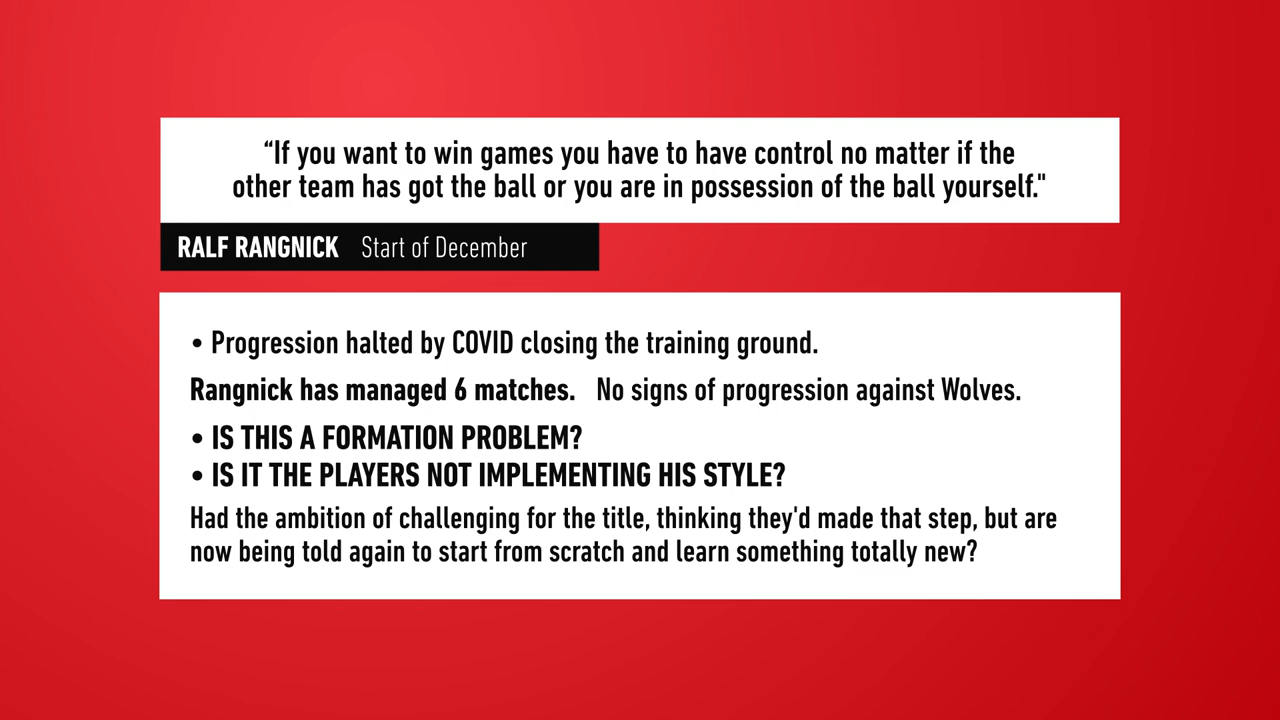 “If you want to win games you have to have control no matter if the
other team has got the ball or you are in possession of the ball yourself."
RALF RANGNICK Start of December
• Progression halted by COVID closing the training ground.
Rangnick has managed 6 matches. No signs of progression against Wolves.
• IS THIS A FORMATION PROBLEM?
• IS IT THE PLAYERS NOT IMPLEMENTING HIS STYLE?
Had the ambition of challenging for the title, thinking they'd made that step, but are
now being told again to start from scratch and learn something totally new?